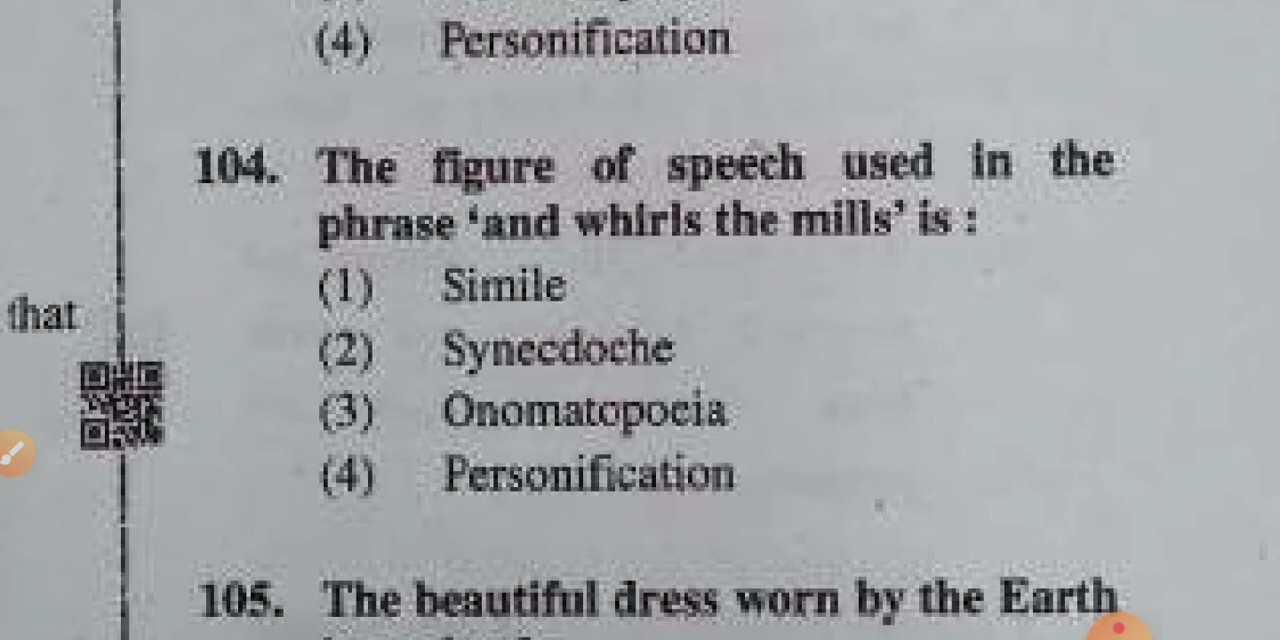 (4) Personification
104. The figure of speech used in the
phrase ‘and whirls the mills’ is :
(1) Simile
that
(2) Synecdoche
(3) Onomatopoeia
(4) Personification
105. The beautiful dress worn by the Earth